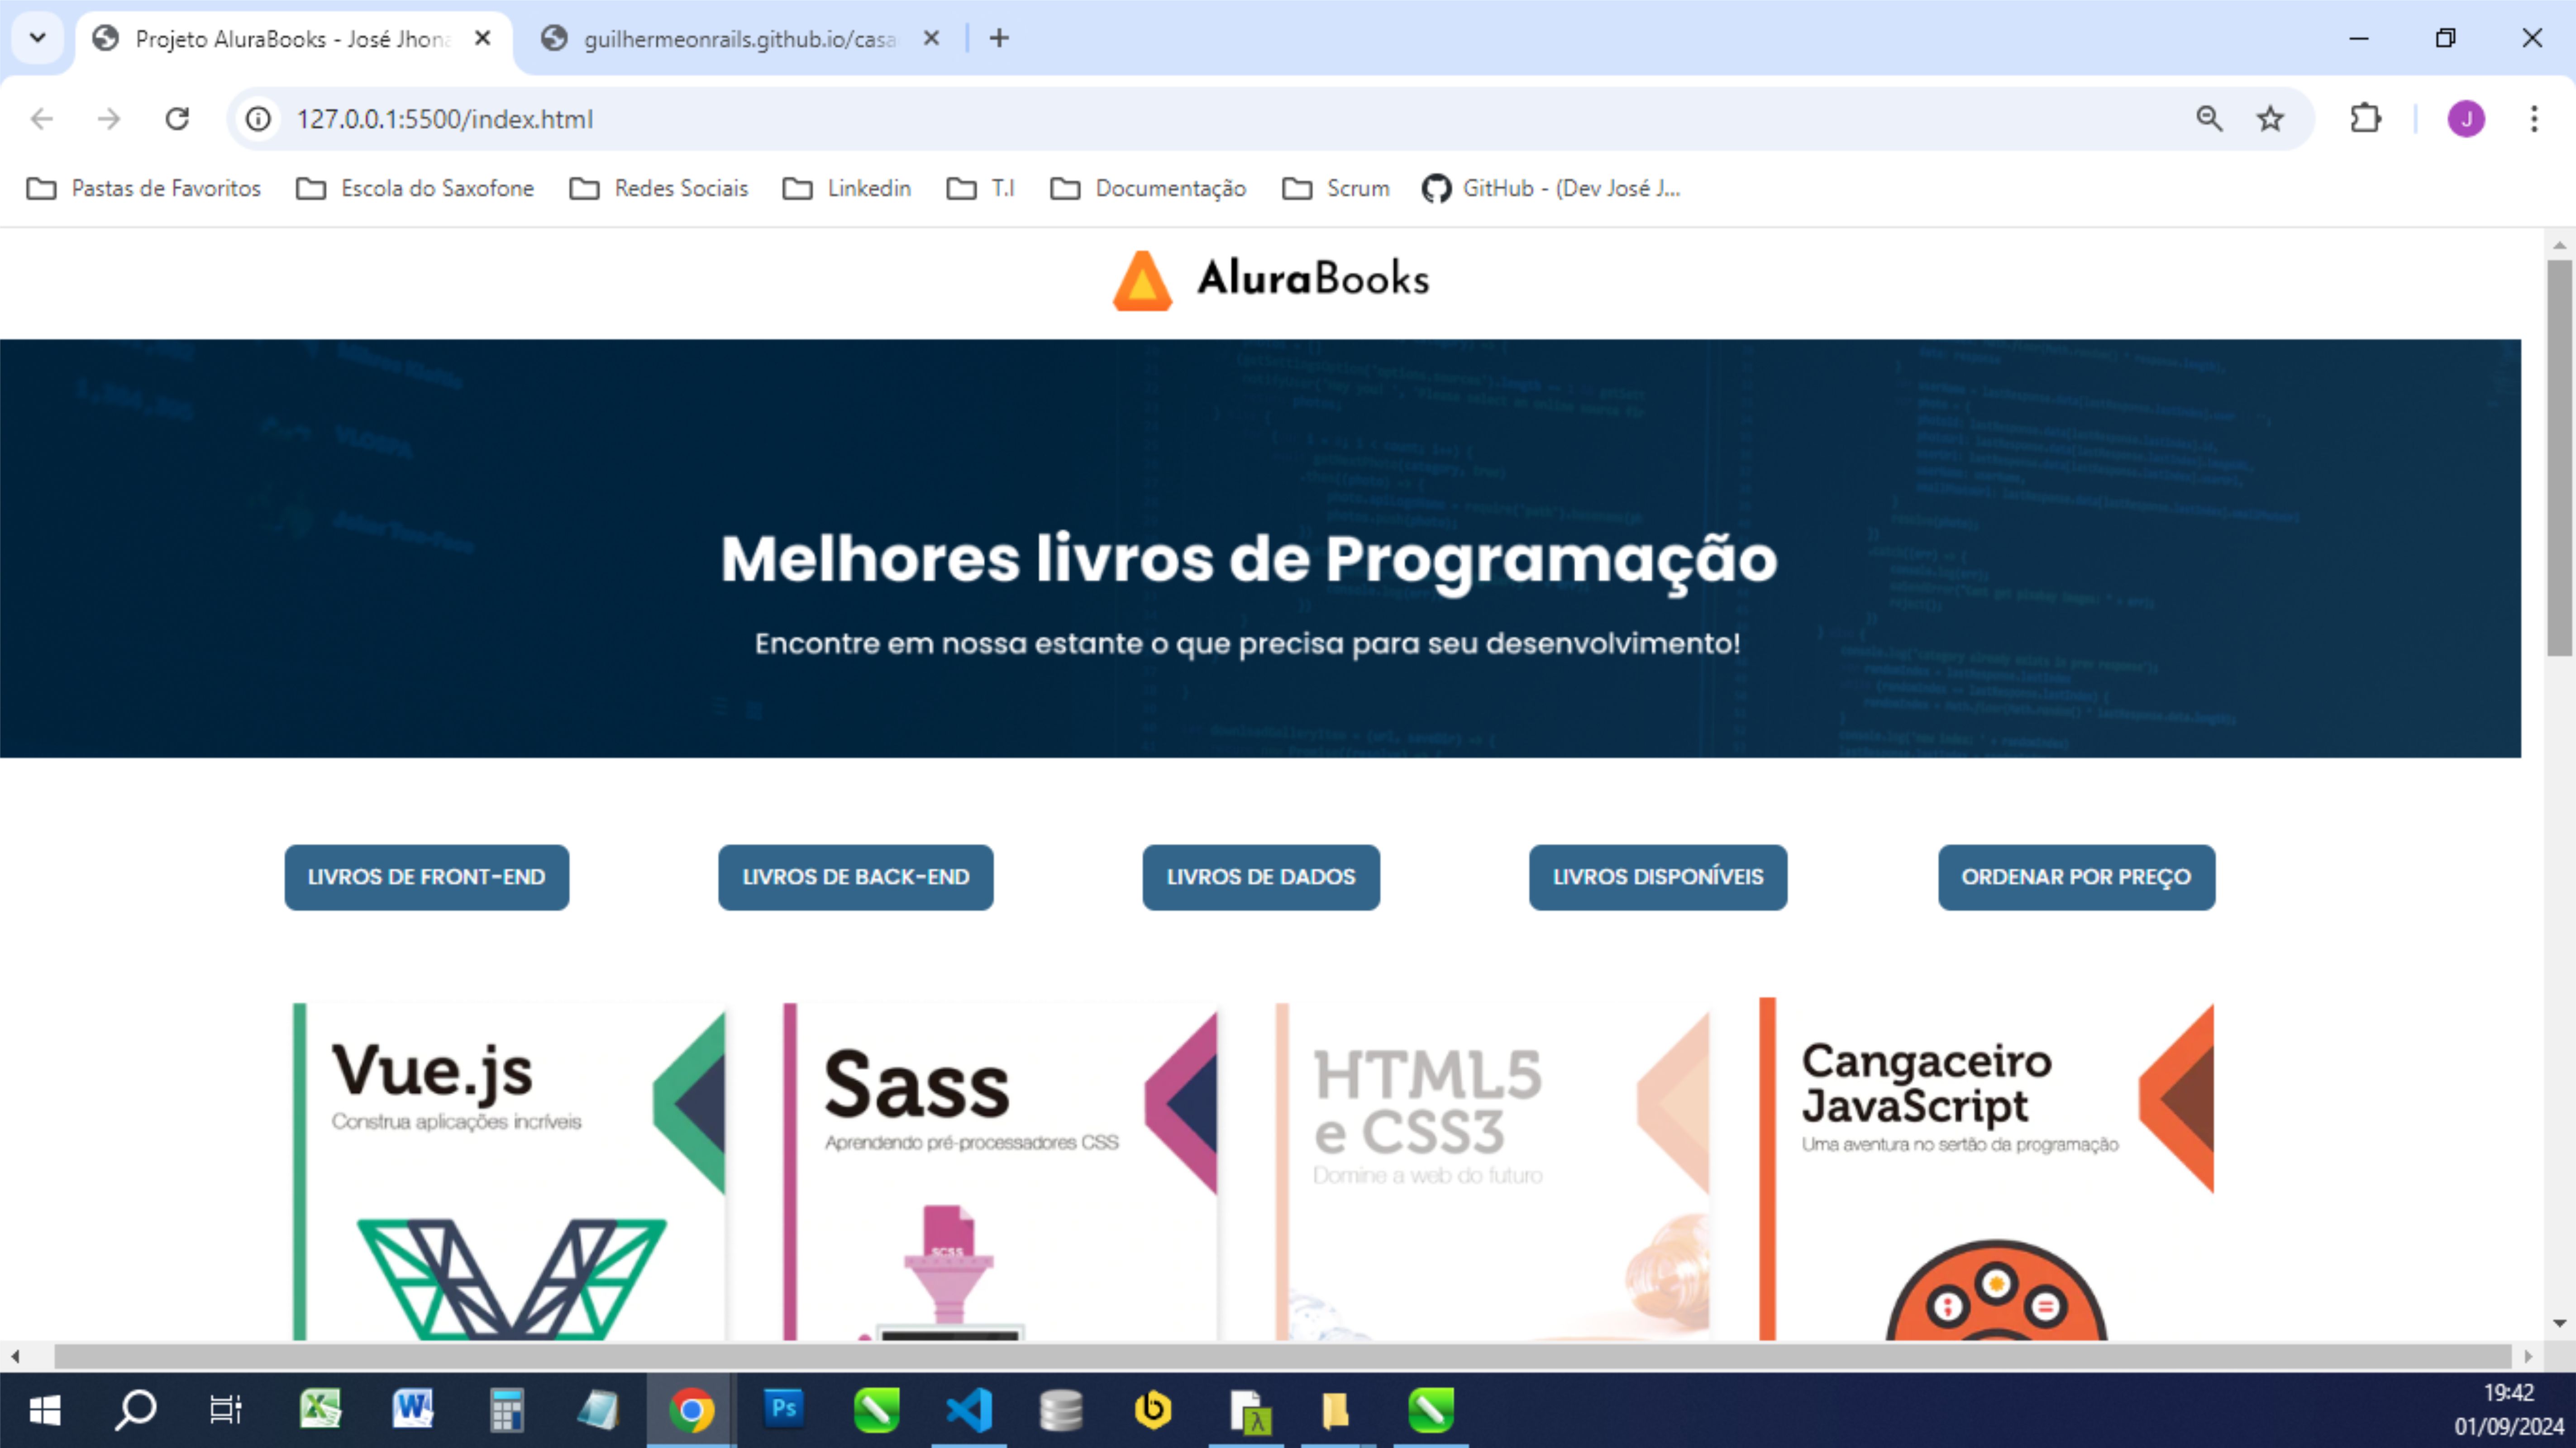 Projeto AluraBooks - José Jhona
guilhermeonrails.github.io/casa
127.0.0.1:5500/index.html
J
Pastas de Favoritos
Escola do Saxofone
Redes Sociais
Linkedin
T.I
Documentação
Scrum
GitHub - (Dev José J...
AluraBooks
Melhores livros de Programação
Encontre em nossa estante o que precisa para seu desenvolvimento!
LIVROS DE FRONT-END
LIVROS DE BACK-END
LIVROS DE DADOS
LIVROS DISPONÍVEIS
ORDENAR POR PREÇO
Vue.js
Construa aplicações incríveis
Sass
Aprendendo pré-processadores CSS
SCSS
HTML5
e CSS3
Domine a web do futuro
Cangaceiro
JavaScript
Uma aventura no sertão da programação
Ps
19:42
01/09/2024